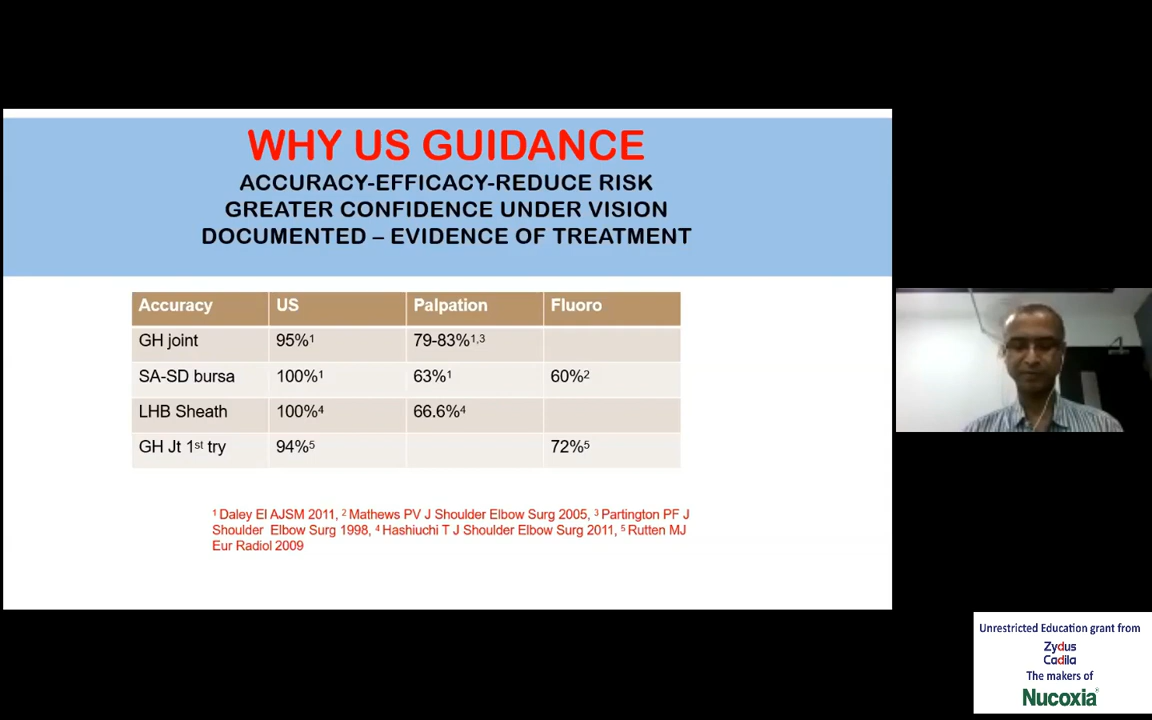 WHY US GUIDANCE
ACCURACY-EFFICACY-REDUCE RISK
GREATER CONFIDENCE UNDER VISION
DOCUMENTED – EVIDENCE OF TREATMENT
Accuracy US Palpation Fluoro
GH joint 95%¹ 79-83%¹,³
SA-SD bursa 100%¹ 63%¹ 60%²
LHB Sheath 100%⁴ 66.6%⁴
GH Jt 1ˢᵗ try 94%⁵ 72%⁵
¹ Daley EI AJSM 2011, ² Mathews PV J Shoulder Elbow Surg 2005, ³ Partington PF J
Shoulder Elbow Surg 1998, ⁴ Hashiuchi T J Shoulder Elbow Surg 2011, ⁵ Rutten MJ
Eur Radiol 2009
Unrestricted Education grant from
Zydus
Cadila
The makers of
Nucoxia